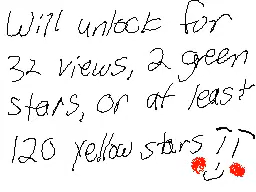 Will unlock for
32 views, 2 green
stars, or at least
120 yellow stars